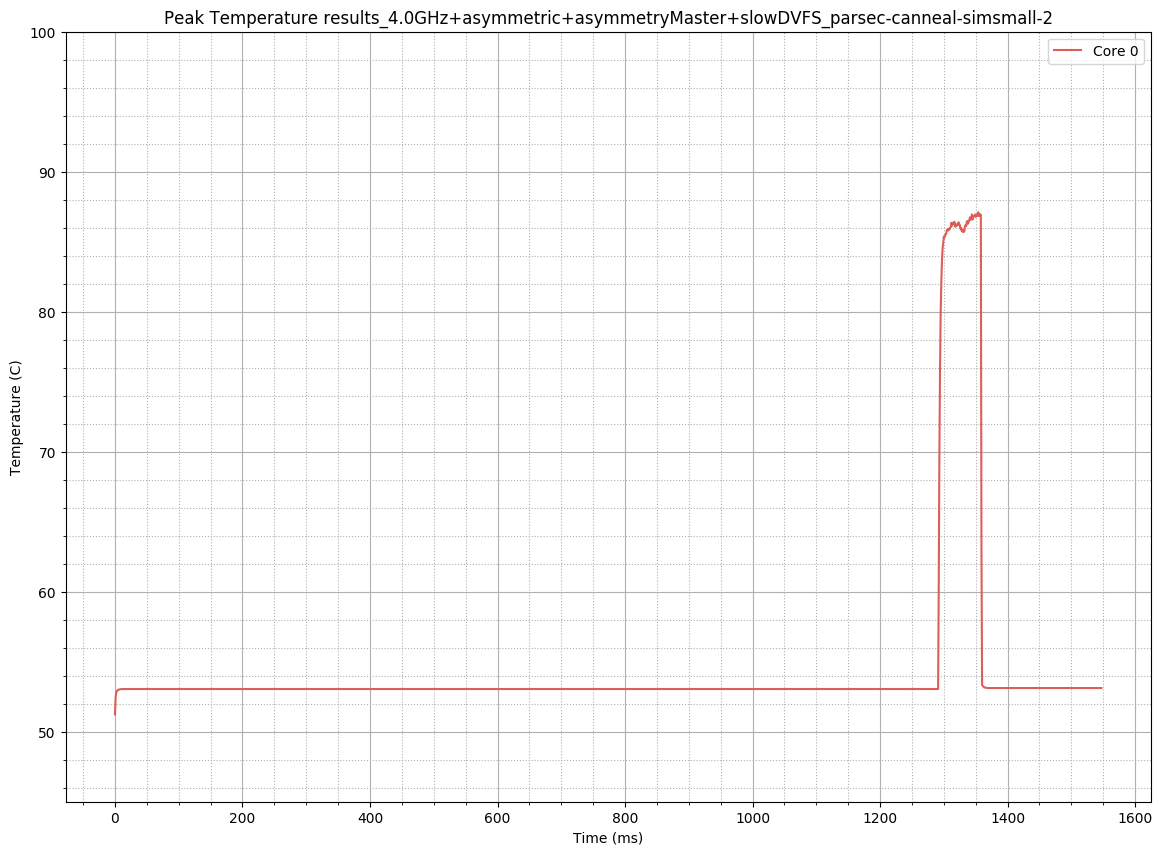 Peak Temperature results_4.0GHz+asymmetric+asymmetryMaster+slowDVFS_parsec-canneal-simsmall-2
Core 0
100
90
80
70
60
50
Temperature (C)
0 200 400 600 800 1000 1200 1400 1600
Time (ms)